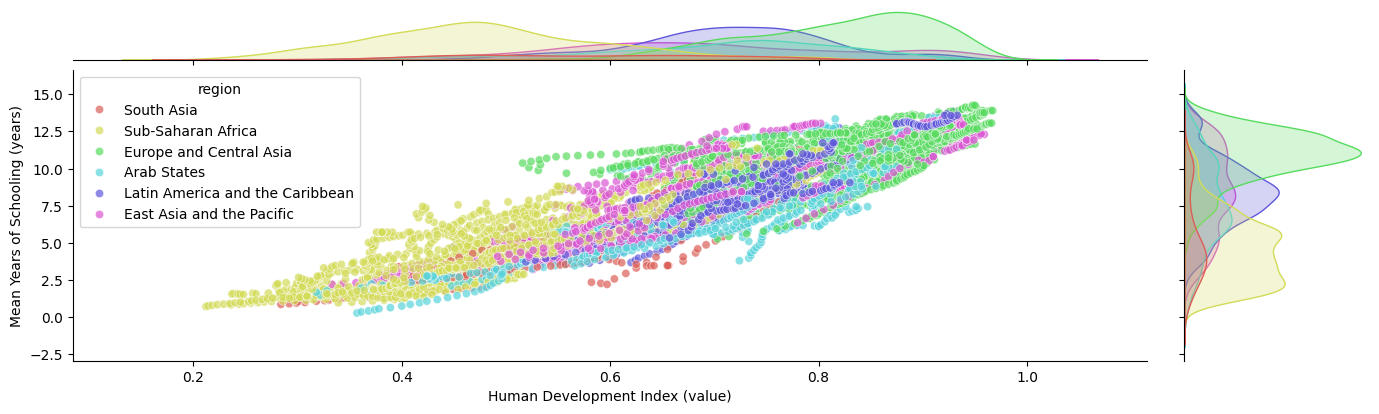 region
South Asia
Sub-Saharan Africa
Europe and Central Asia
Arab States
Latin America and the Caribbean
East Asia and the Pacific
Mean Years of Schooling (years)
15.0
12.5
10.0
7.5
5.0
2.5
0.0
−2.5
0.2 0.4 0.6 0.8 1.0
Human Development Index (value)